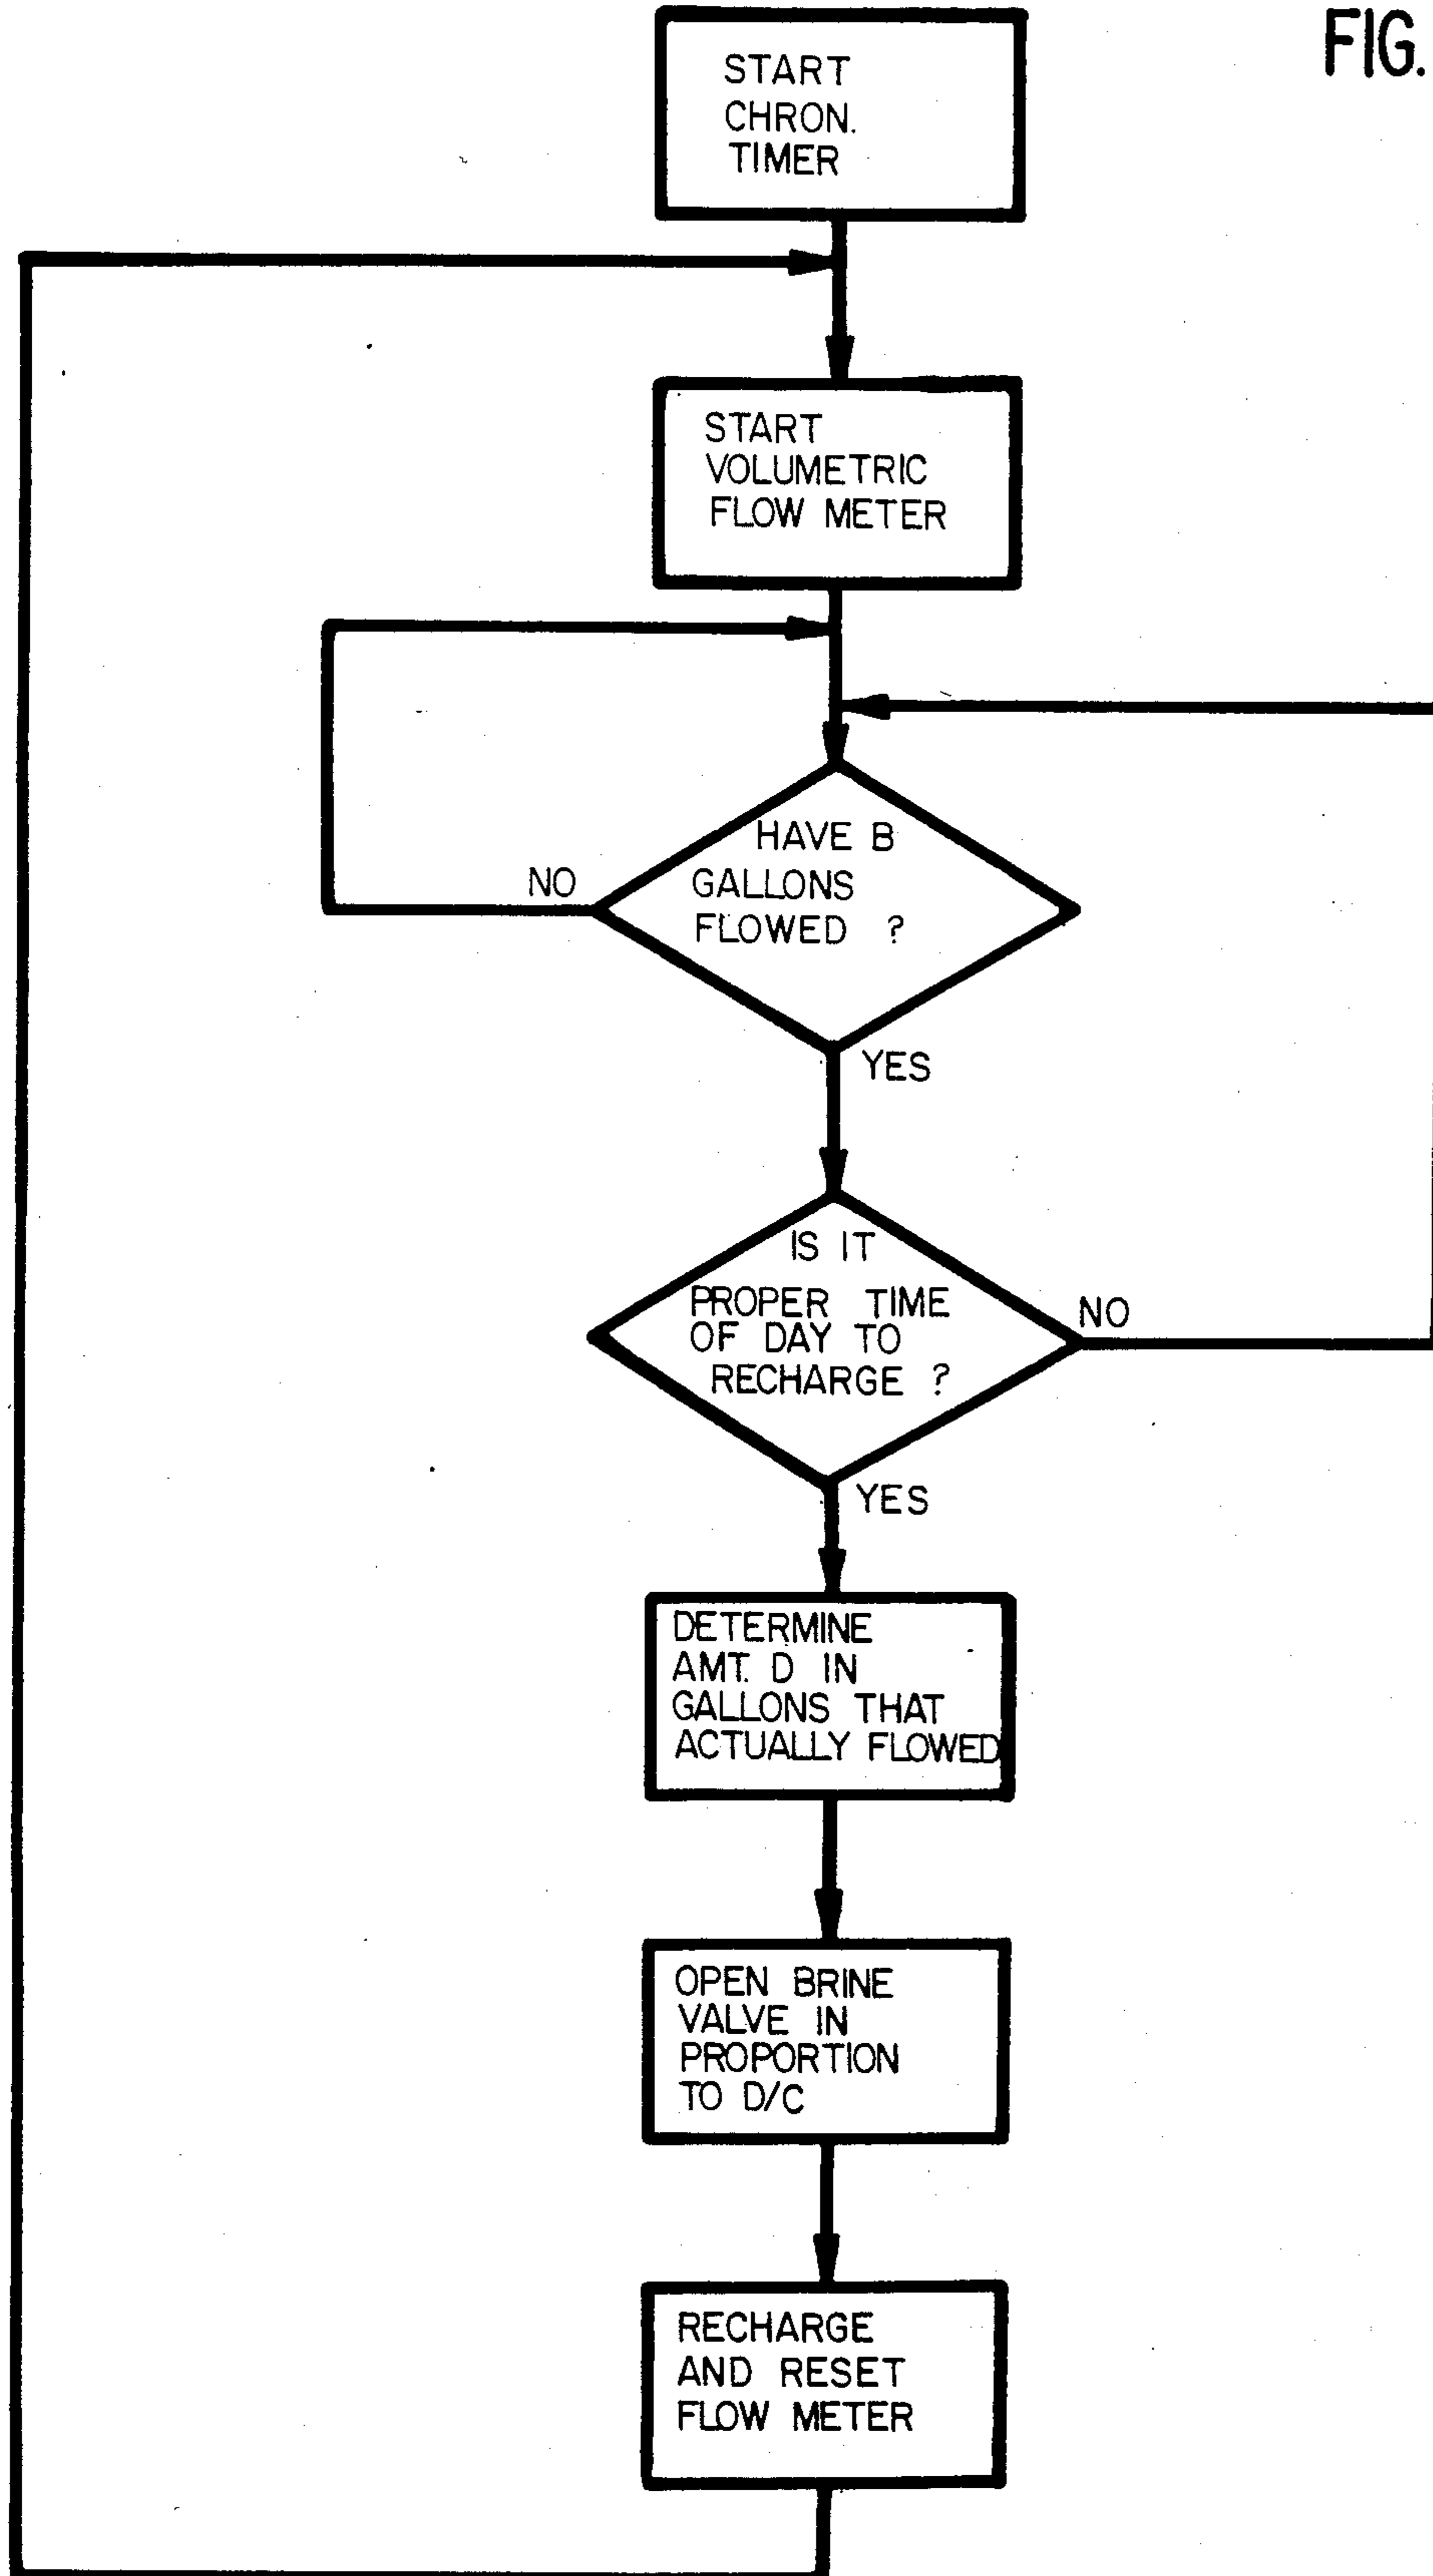 FIG.
START
CHRON.
TIMER
START
VOLUMETRIC
FLOW METER
HAVE B
GALLONS
FLOWED ?
NO
YES
IS IT
PROPER TIME
OF DAY TO
RECHARGE ?
NO
YES
DETERMINE
AMT. D IN
GALLONS THAT
ACTUALLY FLOWED
OPEN BRINE
VALVE IN
PROPORTION
TO D/C
RECHARGE
AND RESET
FLOW METER